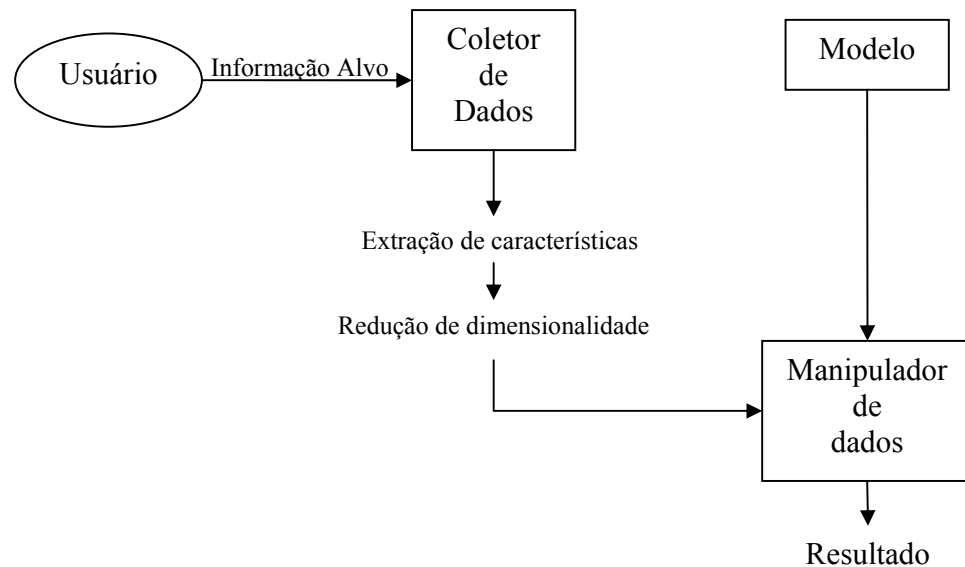 Usuário
Informação Alvo
Coletor
de
Dados
Modelo
Extração de características
Redução de dimensionalidade
Manipulador
de
dados
Resultado